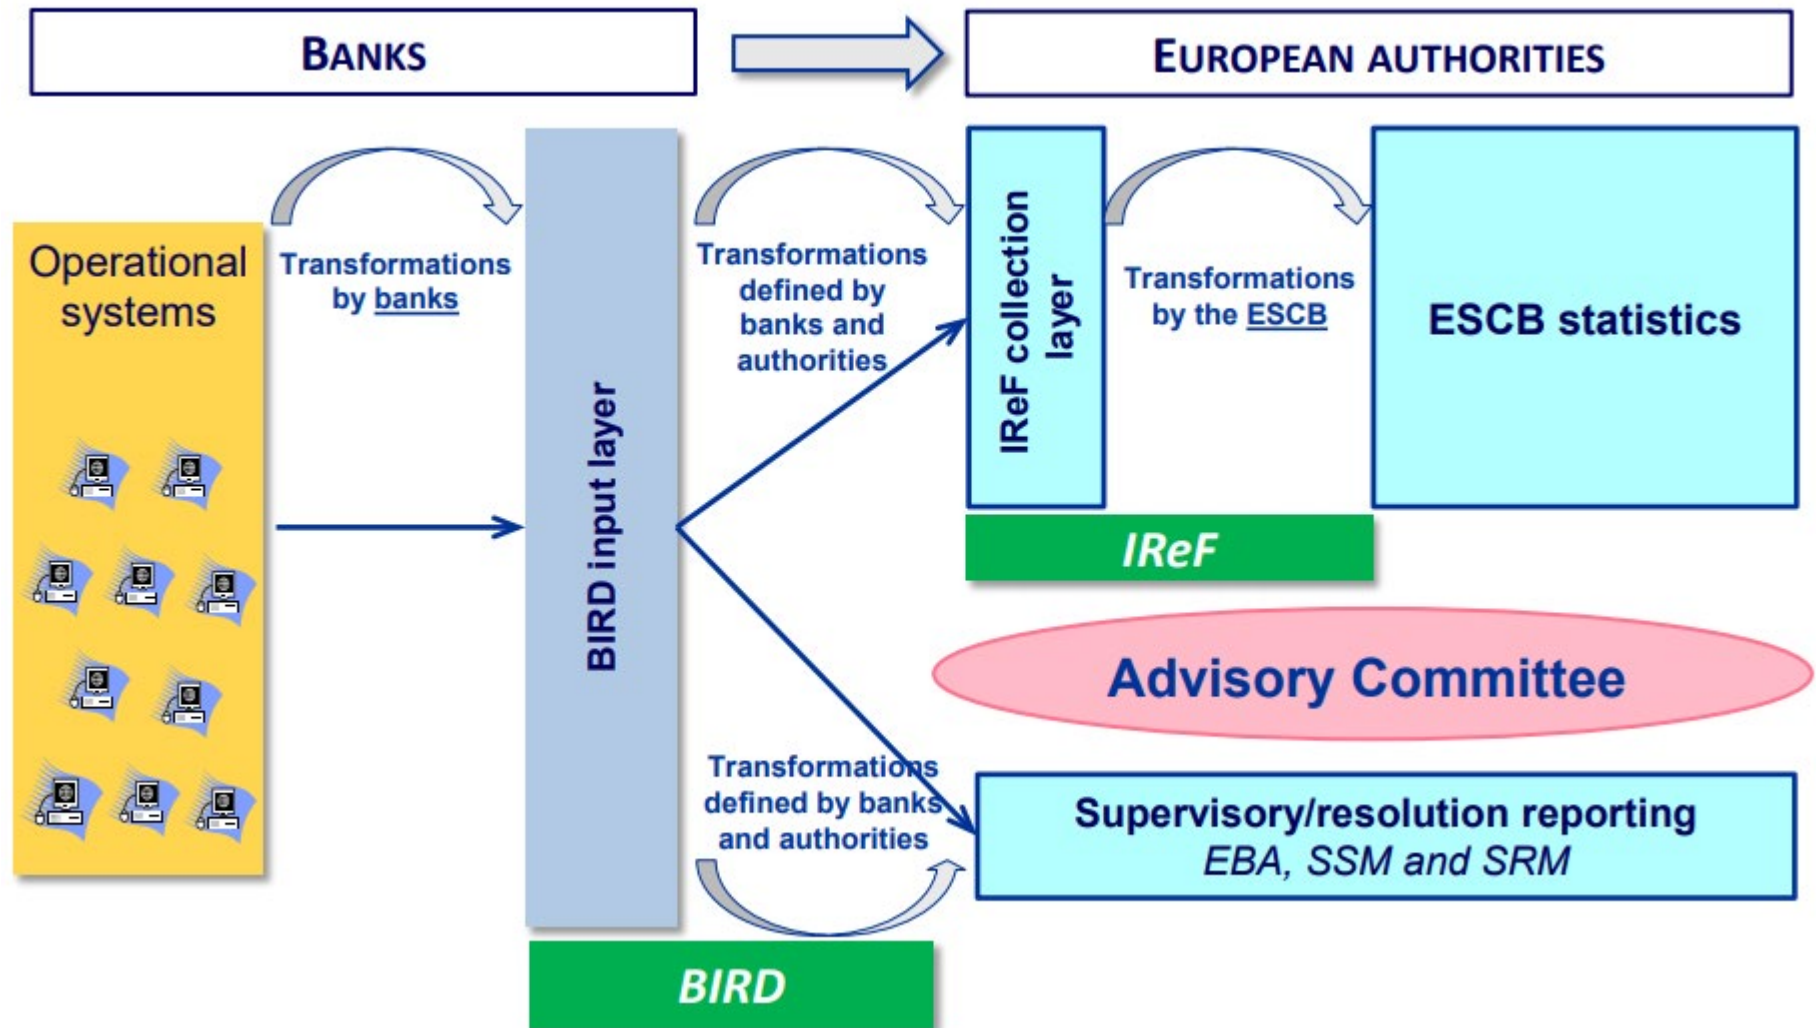 BANKS
EUROPEAN AUTHORITIES
Operational
systems
Transformations
by banks
BIRD input layer
Transformations
defined by
banks and
authorities
IReF collection
layer
Transformations
by the ESCB
ESCB statistics
IReF
Advisory Committee
Transformations
defined by banks
and authorities
Supervisory/resolution reporting
EBA, SSM and SRM
BIRD